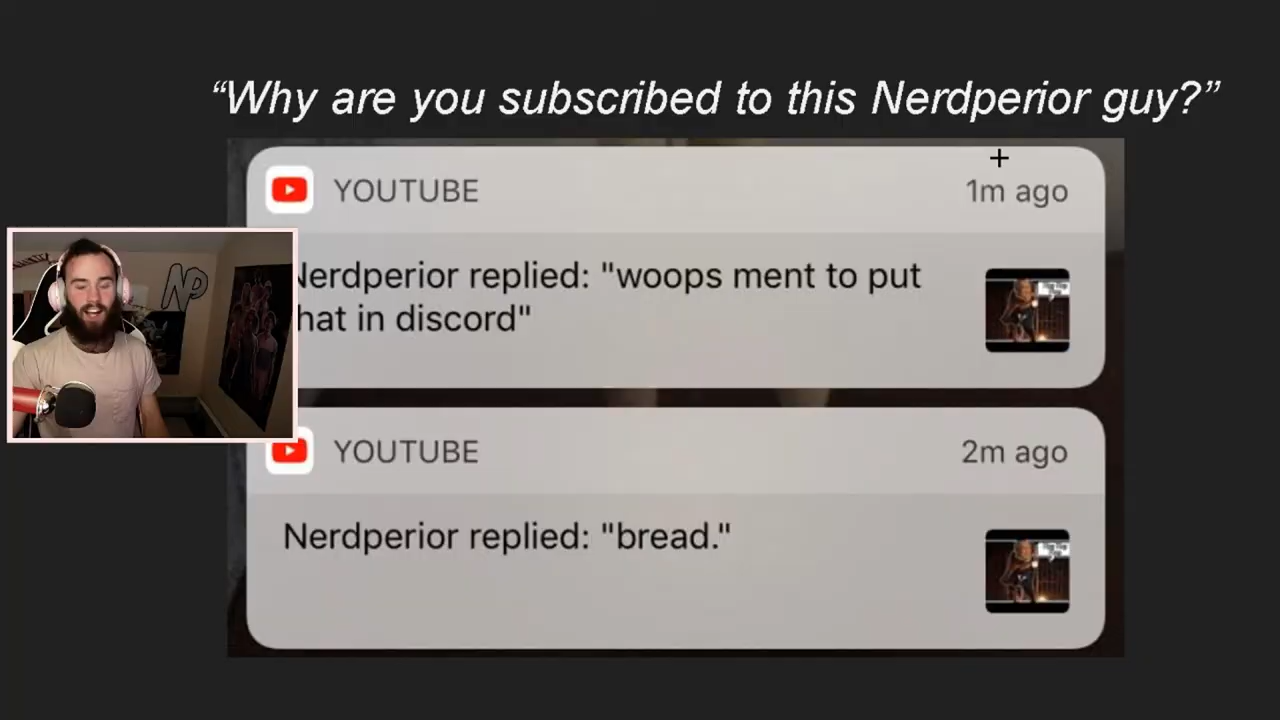 “Why are you subscribed to this Nerdperior guy?”
YOUTUBE
1m ago
Nerdperior replied: "woops ment to put
hat in discord"
NP
YOUTUBE
2m ago
Nerdperior replied: "bread."